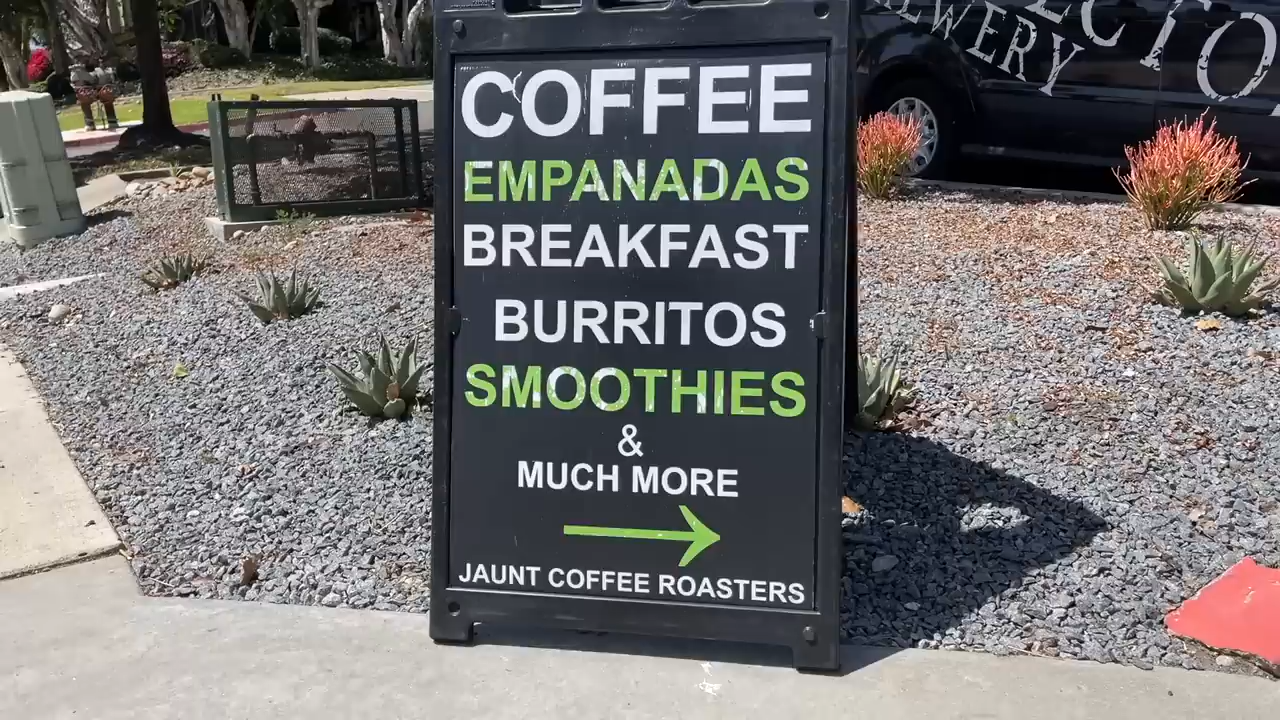 COFFEE
EMPANADAS
BREAKFAST
BURRITOS
SMOOTHIES
&
MUCH MORE
JAUNT COFFEE ROASTERS